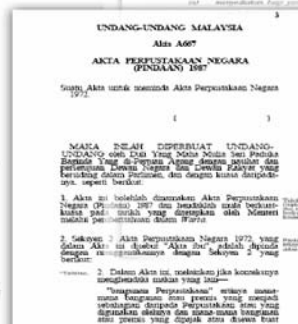 3
UNDANG-UNDANG MALAYSIA
Akta A667
AKTA PERPUSTAKAAN NEGARA
(PINDAAN) 1987
Suatu Akta untuk meminda Akta Perpustakaan Negara
1972.
[ ]
MAKA INILAH DIPERBUAT UNDANG-
UNDANG oleh Duli Yang Maha Mulia Seri Paduka
Baginda Yang di-Pertuan Agong dengan nasihat dan
persetujuan Dewan Negara dan Dewan Rakyat yang
bersidang dalam Parlimen, dan dengan kuasa daripada-
nya, seperti berikut:
1. Akta ini bolehlah dinamakan Akta Perpustakaan
Negara (Pindaan) 1987 dan hendaklah mula berkuat-
kuasa pada tarikh yang ditetapkan oleh Menteri
melalui pemberitahuan dalam Warta.
2. Seksyen 2 Akta Perpustakaan Negara 1972, yang
dalam Akta ini disebut "Akta ibu", adalah dipinda
dengan menggantikannya dengan seksyen 2 yang
berikut:
2. Dalam Akta ini, melainkan jika konteksnya
menghendaki makna yang lain—
"bangunan Perpustakaan" ertinya mana-
mana bangunan atau premis yang menjadi
sebahagian daripada Perpustakaan atau yang
digunakan olehnya dan mana-mana bangunan
atau premis yang dipajak atau disewa buat